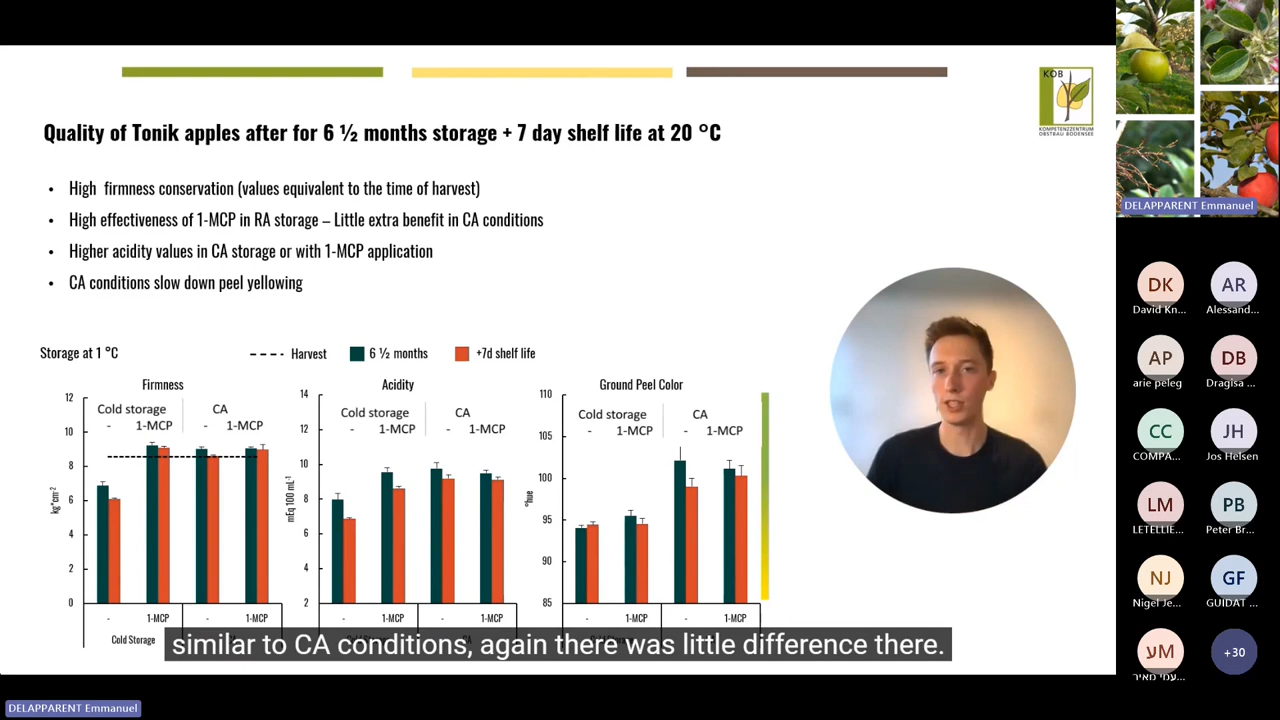 KOB
KOMPETENZZENTRUM
OBSTBAU BODENSEE
Quality of Tonik apples after for 6 ½ months storage + 7 day shelf life at 20 °C
• High firmness conservation (values equivalent to the time of harvest)
• High effectiveness of 1-MCP in RA storage – Little extra benefit in CA conditions
• Higher acidity values in CA storage or with 1-MCP application
• CA conditions slow down peel yellowing
Storage at 1 °C
Harvest
6 ½ months
+7d shelf life
Firmness
12
10
8
6
4
2
0
kg*cm-2
Cold storage
CA
- 1-MCP - 1-MCP
- 1-MCP - 1-MCP
Cold Storage
Acidity
14
12
10
8
6
4
2
mEq 100 mL-1
Cold storage
CA
- 1-MCP - 1-MCP
- 1-MCP - 1-MCP
Ground Peel Color
110
105
100
95
90
85
°hue
Cold storage
CA
- 1-MCP - 1-MCP
- 1-MCP - 1-MCP
similar to CA conditions, again there was little difference there.
DELAPPARENT Emmanuel
DK
David Kn...
AR
Alessand...
AP
arie peleg
DB
Dragisa ...
CC
COMPA...
JH
Jos Helsen
LM
LETELLIE...
PB
Peter Br...
NJ
Nigel Je...
GF
GUIDAT ...
עM
עמי מאיר...
+30
DELAPPARENT Emmanuel